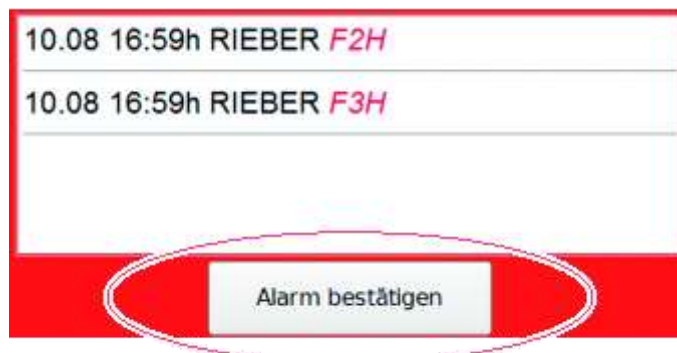 10.08 16:59h RIEBER F2H
10.08 16:59h RIEBER F3H
Alarm bestätigen